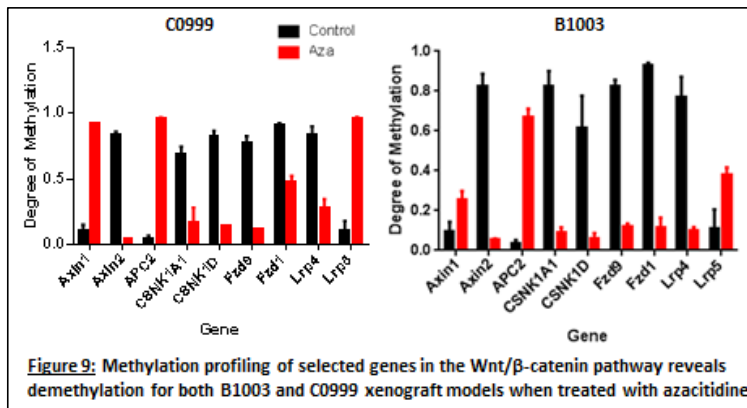 C0999
Control
Aza
1.5
1.0
0.5
0.0
Degree of Methylation
Axin1
Axin2
APC2
CSNK1A1
CSNK1D
Fzd9
Fzd1
Lrp4
Lrp5
Gene
B1003
1.0
0.8
0.6
0.4
0.2
0.0
Degree of Methylation
Axin1
Axin2
APC2
CSNK1A1
CSNK1D
Fzd9
Fzd1
Lrp4
Lrp5
Gene
Figure 9: Methylation profiling of selected genes in the Wnt/β-catenin pathway reveals
demethylation for both B1003 and C0999 xenograft models when treated with azacitidine